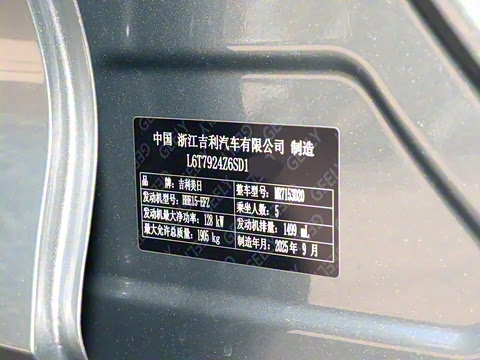 中国 浙江吉利汽车有限公司 制造
L6T7924Z6SD1
品 牌: 吉利美日 整车型号: MR7153D20
发动机型号: BHE15-EFZ 乘坐人数: 5
发动机最大净功率: 128 kW 发动机排量: 1499 mL
最大允许总质量: 1905 kg 制造年月: 2025 年 9 月